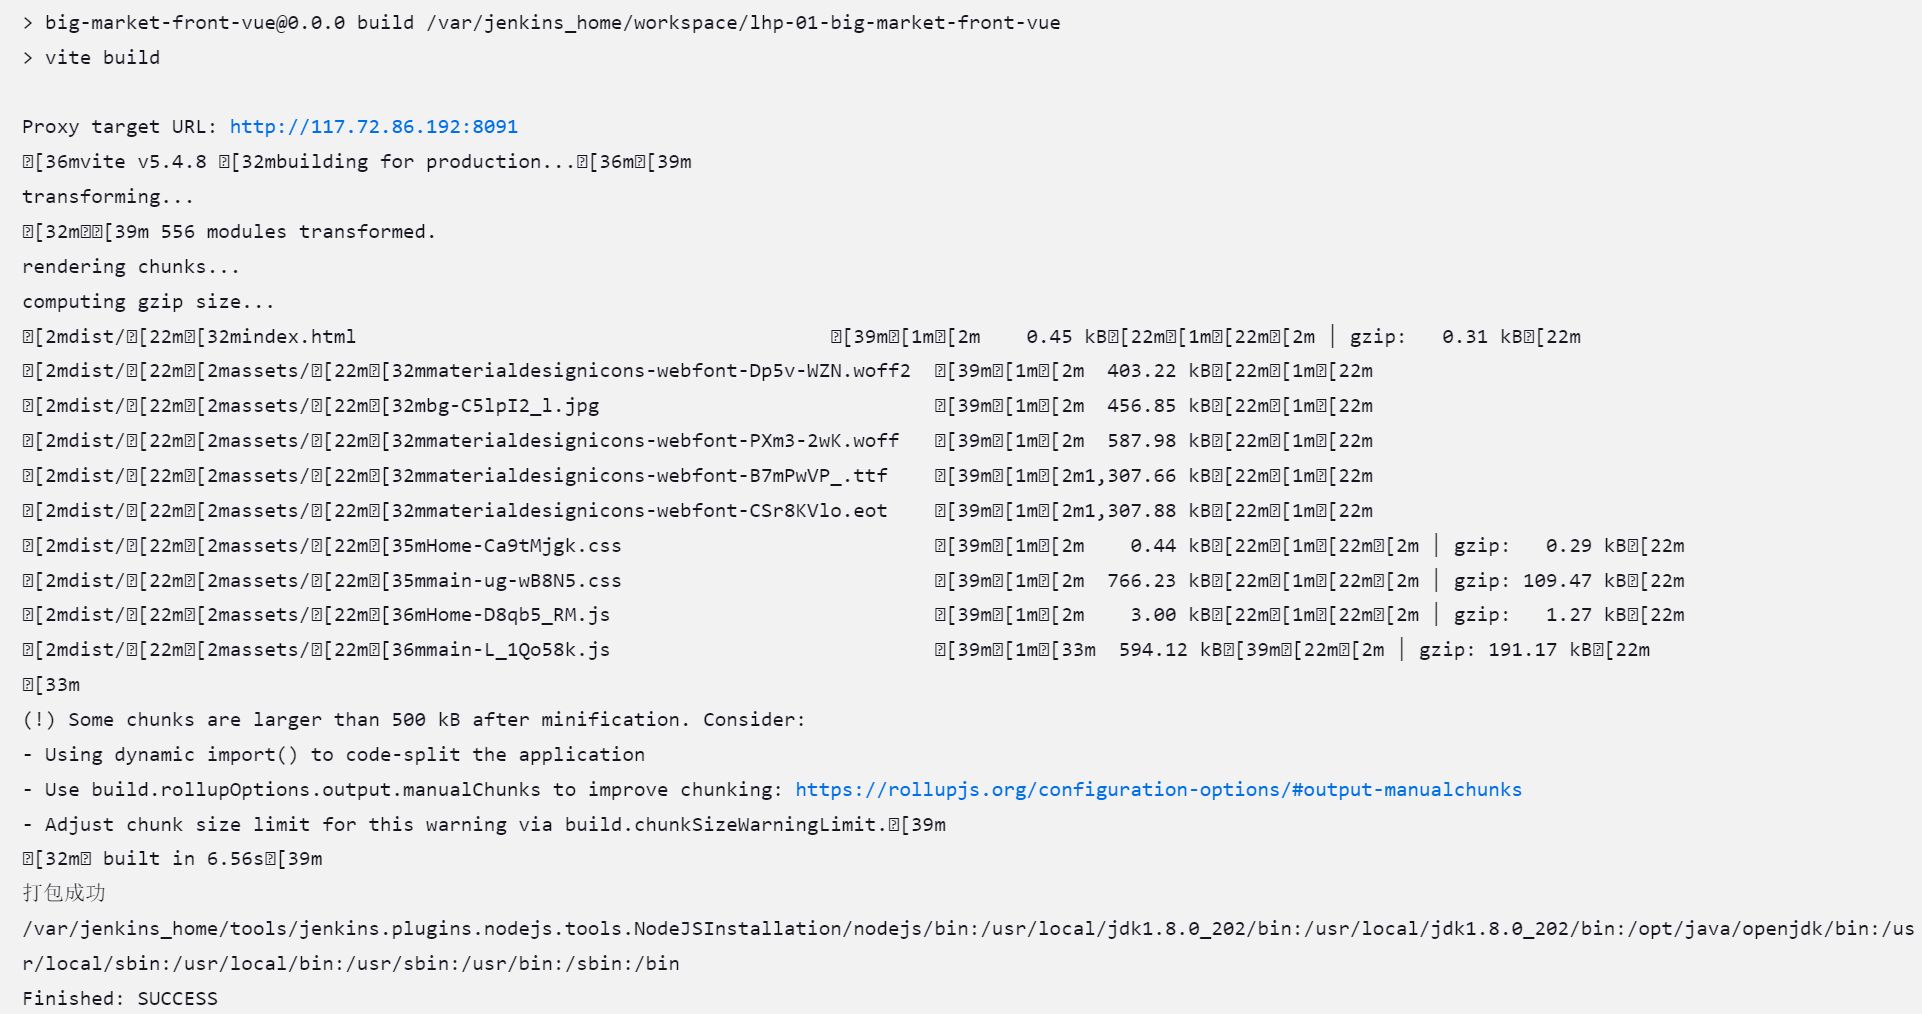 > big-market-front-vue@0.0.0 build /var/jenkins_home/workspace/lhp-01-big-market-front-vue
> vite build
Proxy target URL: http://117.72.86.192:8091
�[36mvite v5.4.8 �[32mbuilding for production...�[36m�[39m
transforming...
�[32m��[39m 556 modules transformed.
rendering chunks...
computing gzip size...
�[2mdist/�[22m�[32mindex.html �[39m�[1m�[2m 0.45 kB�[22m�[1m�[22m�[2m │ gzip: 0.31 kB�[22m
�[2mdist/�[22m�[2massets/�[22m�[32mmaterialdesignicons-webfont-Dp5v-WZN.woff2 �[39m�[1m�[2m 403.22 kB�[22m�[1m�[22m
�[2mdist/�[22m�[2massets/�[22m�[32mbg-C5lpI2_l.jpg �[39m�[1m�[2m 456.85 kB�[22m�[1m�[22m
�[2mdist/�[22m�[2massets/�[22m�[32mmaterialdesignicons-webfont-PXm3-2wK.woff �[39m�[1m�[2m 587.98 kB�[22m�[1m�[22m
�[2mdist/�[22m�[2massets/�[22m�[32mmaterialdesignicons-webfont-B7mPwVP_.ttf �[39m�[1m�[2m1,307.66 kB�[22m�[1m�[22m
�[2mdist/�[22m�[2massets/�[22m�[32mmaterialdesignicons-webfont-CSr8KVlo.eot �[39m�[1m�[2m1,307.88 kB�[22m�[1m�[22m
�[2mdist/�[22m�[2massets/�[22m�[35mHome-Ca9tMjgk.css �[39m�[1m�[2m 0.44 kB�[22m�[1m�[22m�[2m │ gzip: 0.29 kB�[22m
�[2mdist/�[22m�[2massets/�[22m�[35mmain-ug-wB8N5.css �[39m�[1m�[2m 766.23 kB�[22m�[1m�[22m�[2m │ gzip: 109.47 kB�[22m
�[2mdist/�[22m�[2massets/�[22m�[36mHome-D8qb5_RM.js �[39m�[1m�[2m 3.00 kB�[22m�[1m�[22m�[2m │ gzip: 1.27 kB�[22m
�[2mdist/�[22m�[2massets/�[22m�[36mmain-L_1Qo58k.js �[39m�[1m�[33m 594.12 kB�[39m�[22m�[2m │ gzip: 191.17 kB�[22m
�[33m
(!) Some chunks are larger than 500 kB after minification. Consider:
- Using dynamic import() to code-split the application
- Use build.rollupOptions.output.manualChunks to improve chunking: https://rollupjs.org/configuration-options/#output-manualchunks
- Adjust chunk size limit for this warning via build.chunkSizeWarningLimit.�[39m
�[32m� built in 6.56s�[39m
打包成功
/var/jenkins_home/tools/jenkins.plugins.nodejs.tools.NodeJSInstallation/nodejs/bin:/usr/local/jdk1.8.0_202/bin:/usr/local/jdk1.8.0_202/bin:/opt/java/openjdk/bin:/us
r/local/sbin:/usr/local/bin:/usr/sbin:/usr/bin:/sbin:/bin
Finished: SUCCESS